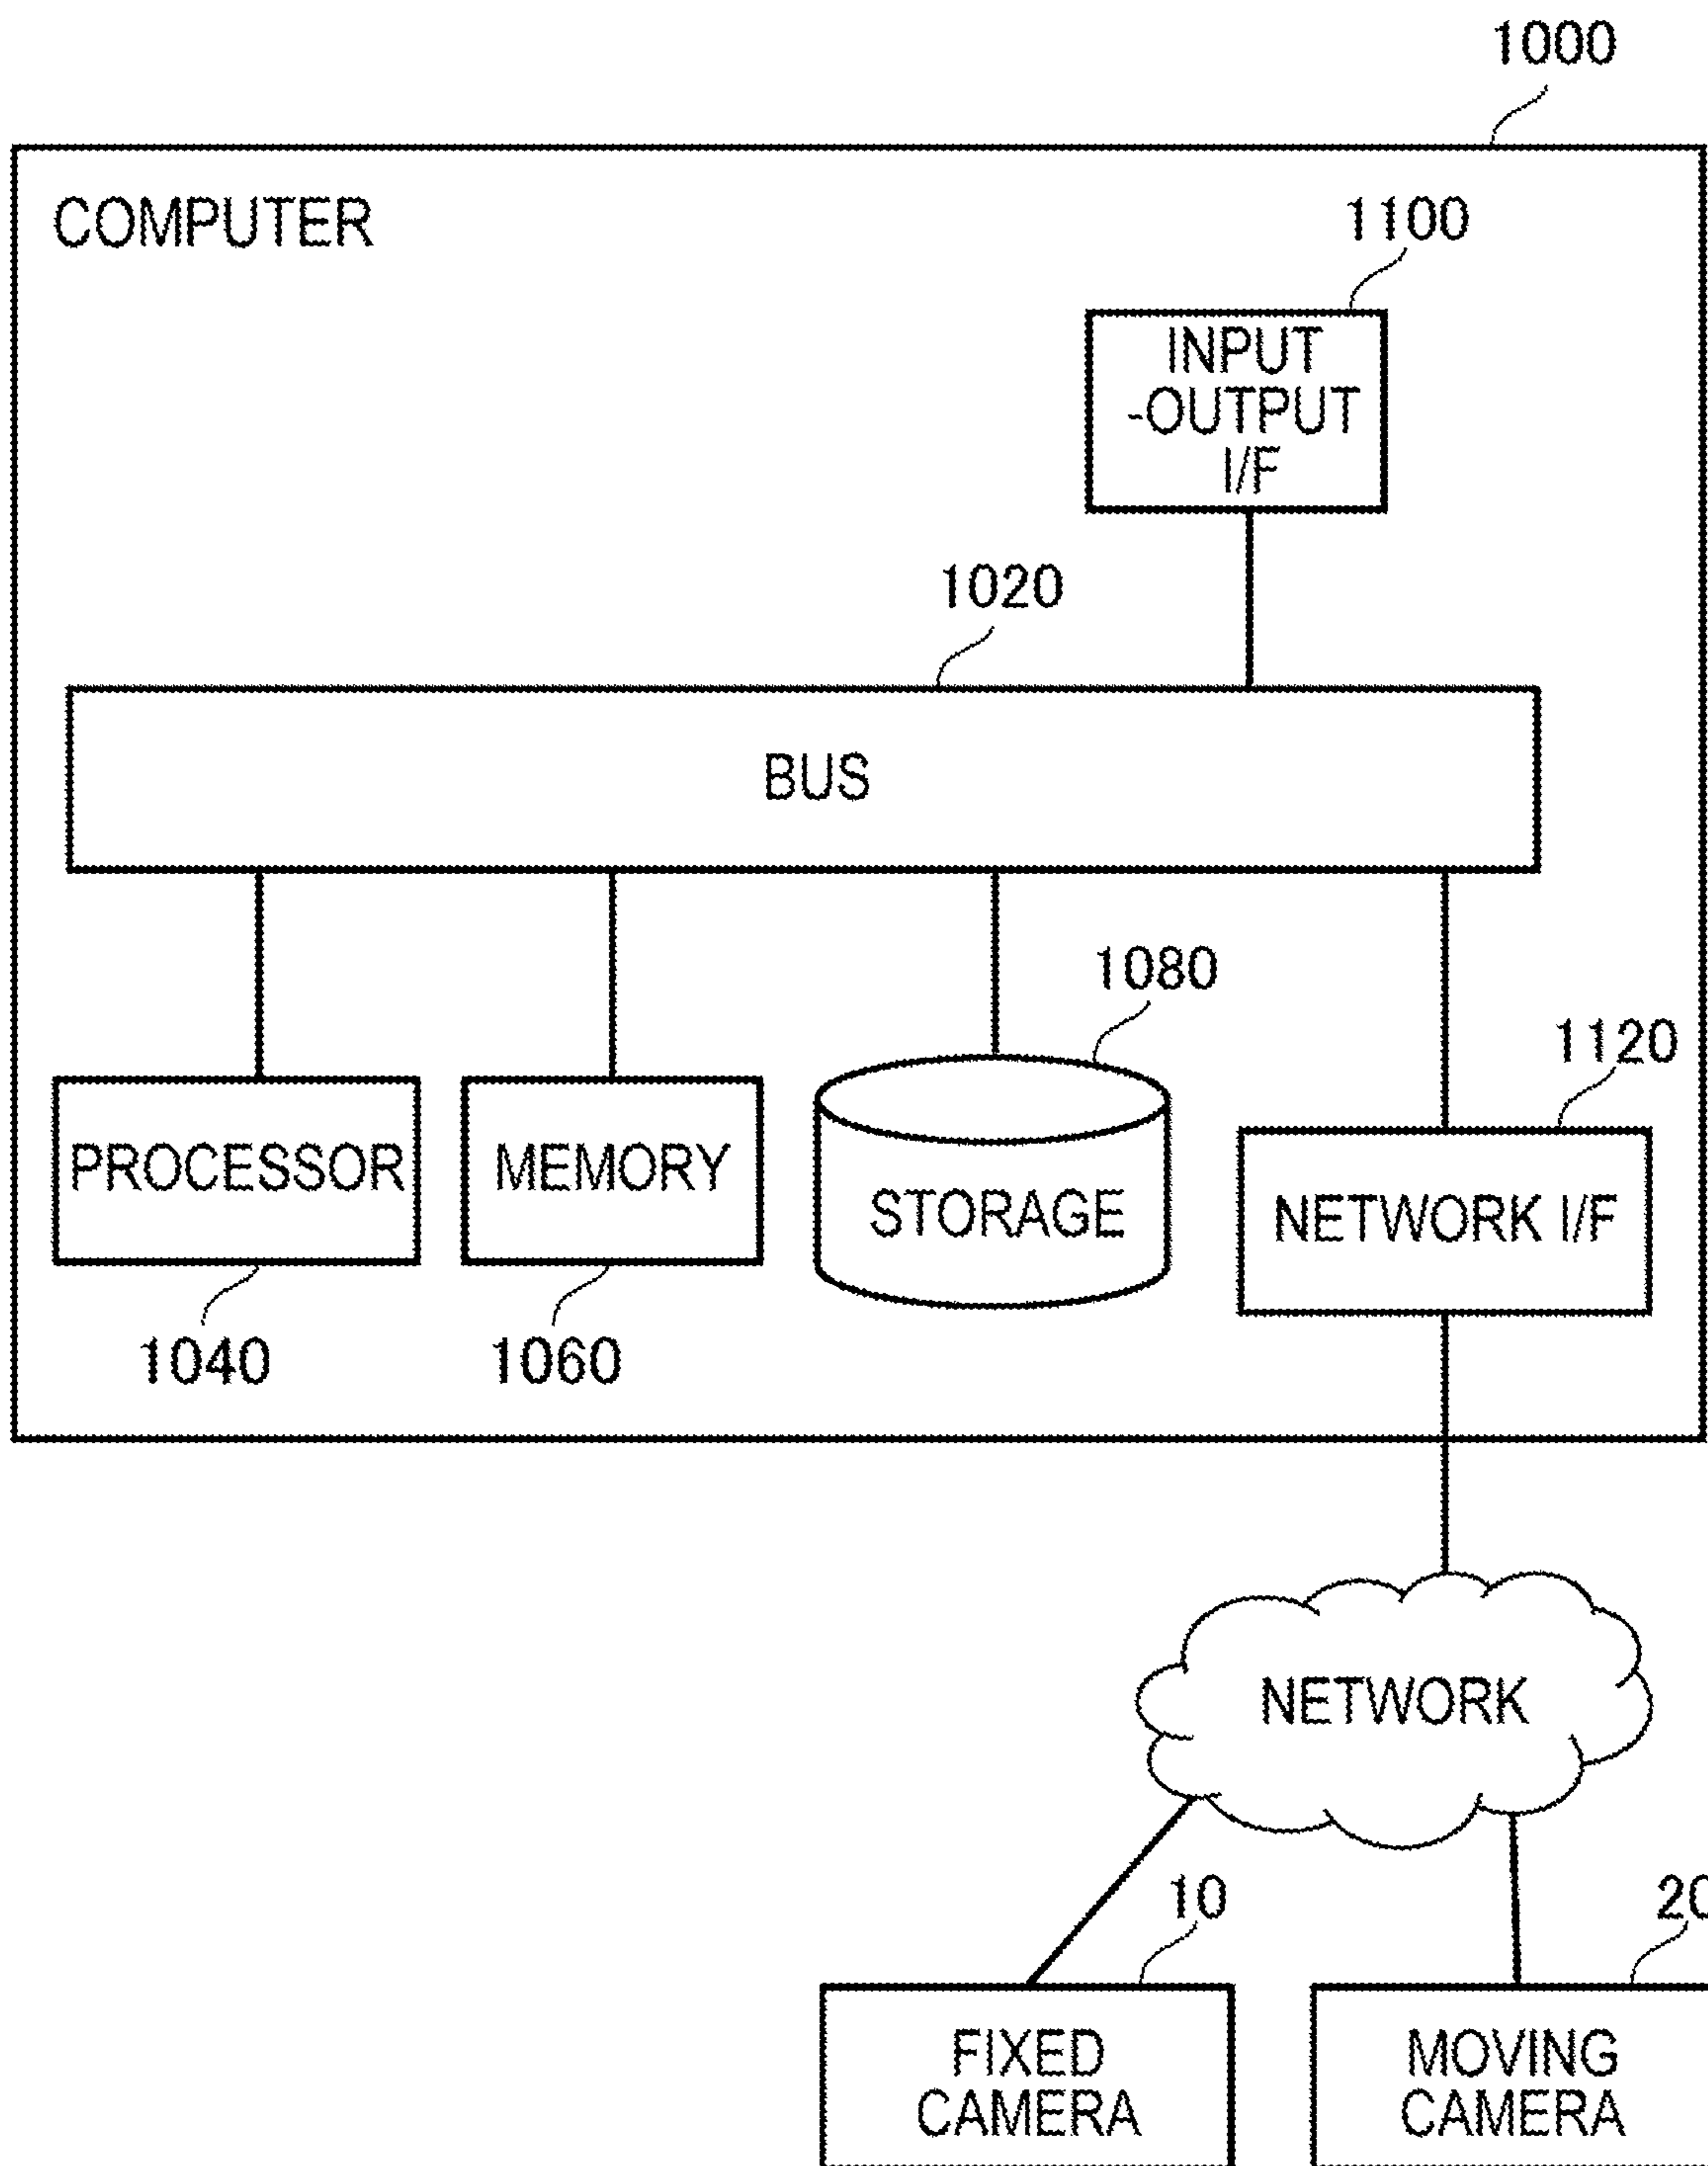 1000
COMPUTER
1100
INPUT
-OUTPUT
I/F
1020
BUS
1080
1120
PROCESSOR
MEMORY
STORAGE
NETWORK I/F
1040
1060
NETWORK
10
20
FIXED
CAMERA
MOVING
CAMERA